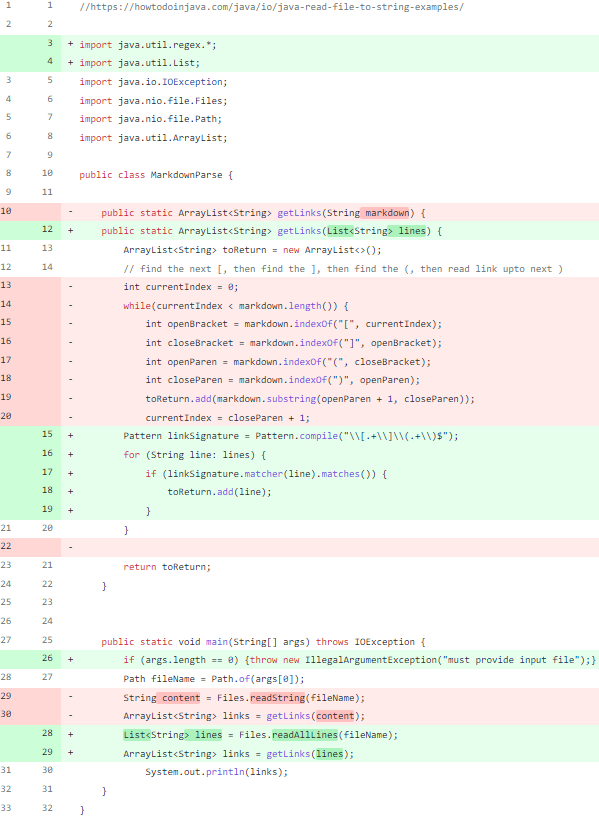 1 1 //https://howtodoinjava.com/java/io/java-read-file-to-string-examples/
2 2
3 + import java.util.regex.*;
4 + import java.util.List;
3 5 import java.io.IOException;
4 6 import java.nio.file.Files;
5 7 import java.nio.file.Path;
6 8 import java.util.ArrayList;
7 9
8 10 public class MarkdownParse {
9 11
10 - public static ArrayList<String> getLinks(String markdown) {
12 + public static ArrayList<String> getLinks(List<String> lines) {
11 13 ArrayList<String> toReturn = new ArrayList<>();
12 14 // find the next [, then find the ], then find the (, then read link upto next )
13 - int currentIndex = 0;
14 - while(currentIndex < markdown.length()) {
15 - int openBracket = markdown.indexOf("[", currentIndex);
16 - int closeBracket = markdown.indexOf("]", openBracket);
17 - int openParen = markdown.indexOf("(", closeBracket);
18 - int closeParen = markdown.indexOf(")", openParen);
19 - toReturn.add(markdown.substring(openParen + 1, closeParen));
20 - currentIndex = closeParen + 1;
15 + Pattern linkSignature = Pattern.compile("\\[.+\\]\\(.+\\)$");
16 + for (String line: lines) {
17 + if (linkSignature.matcher(line).matches()) {
18 + toReturn.add(line);
19 + }
21 20 }
22 -
23 21 return toReturn;
24 22 }
25 23
26 24
27 25 public static void main(String[] args) throws IOException {
26 + if (args.length == 0) {throw new IllegalArgumentException("must provide input file");}
28 27 Path fileName = Path.of(args[0]);
29 - String content = Files.readString(fileName);
30 - ArrayList<String> links = getLinks(content);
28 + List<String> lines = Files.readAllLines(fileName);
29 + ArrayList<String> links = getLinks(lines);
31 30 System.out.println(links);
32 31 }
33 32 }